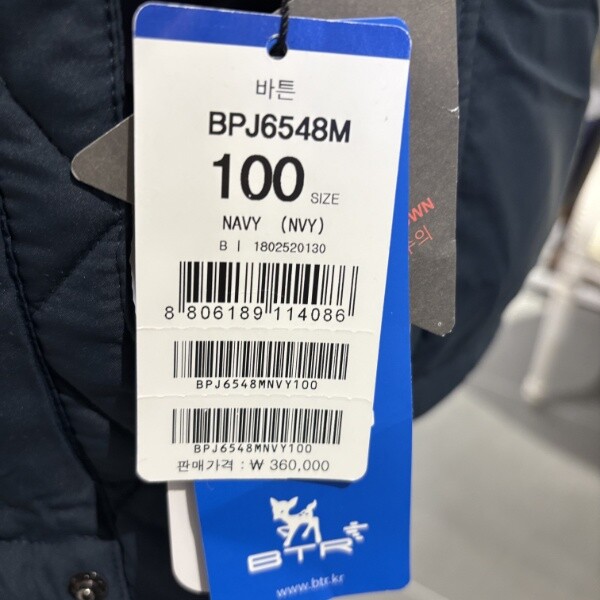 바튼
BPJ6548M
100 SIZE
NAVY (NVY)
B I 1802520130
8 806189 114086
BPJ6548MNVY100
BPJ6548MNVY100
판매가격 : ₩ 360,000
BTR
www.btr.kr
WN